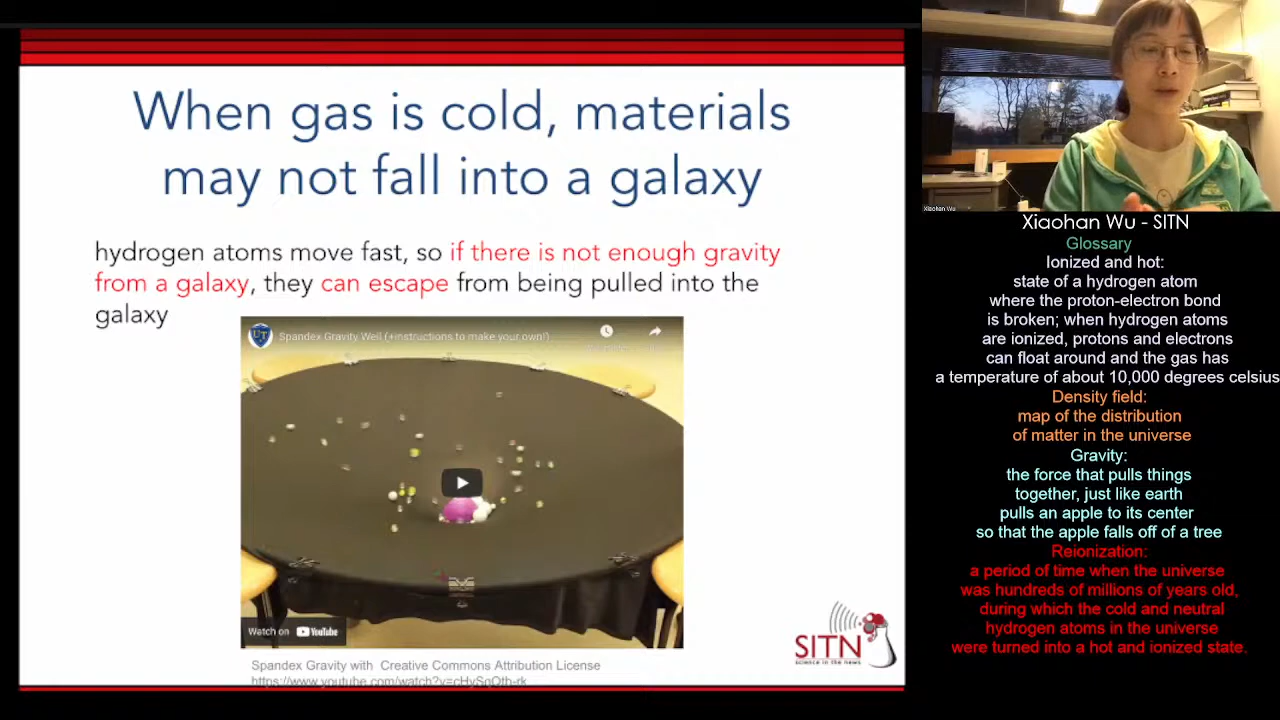 When gas is cold, materials
may not fall into a galaxy
hydrogen atoms move fast, so if there is not enough gravity
from a galaxy, they can escape from being pulled into the
galaxy
UT
Spandex Gravity Well (+instructions to make your own!)
Watch on YouTube
SITN
science in the news
Spandex Gravity with Creative Commons Attribution License
https://www.youtube.com/watch?v=cHySqQth-rk
Xiaohan Wu
Xiaohan Wu - SITN
Glossary
Ionized and hot:
state of a hydrogen atom
where the proton-electron bond
is broken; when hydrogen atoms
are ionized, protons and electrons
can float around and the gas has
a temperature of about 10,000 degrees celsius
Density field:
map of the distribution
of matter in the universe
Gravity:
the force that pulls things
together, just like earth
pulls an apple to its center
so that the apple falls off of a tree
Reionization:
a period of time when the universe
was hundreds of millions of years old,
during which the cold and neutral
hydrogen atoms in the universe
were turned into a hot and ionized state.